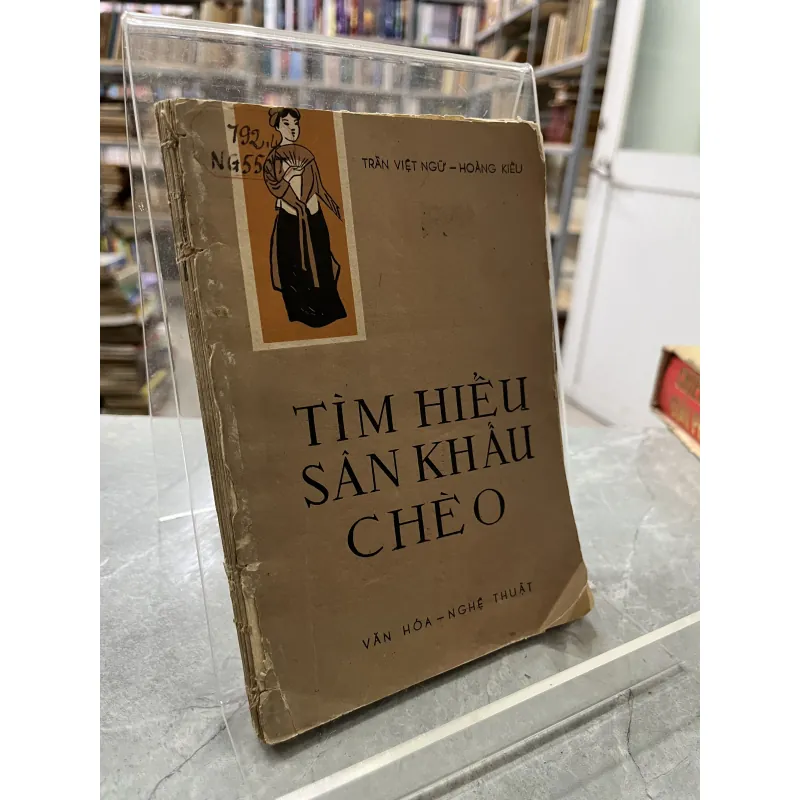 792.
NG55
TRẦN VIỆT NGỮ – HOÀNG KIỀU
TÌM HIỂU
SÂN KHẤU
CHÈO
VĂN HÓA – NGHỆ THUẬT